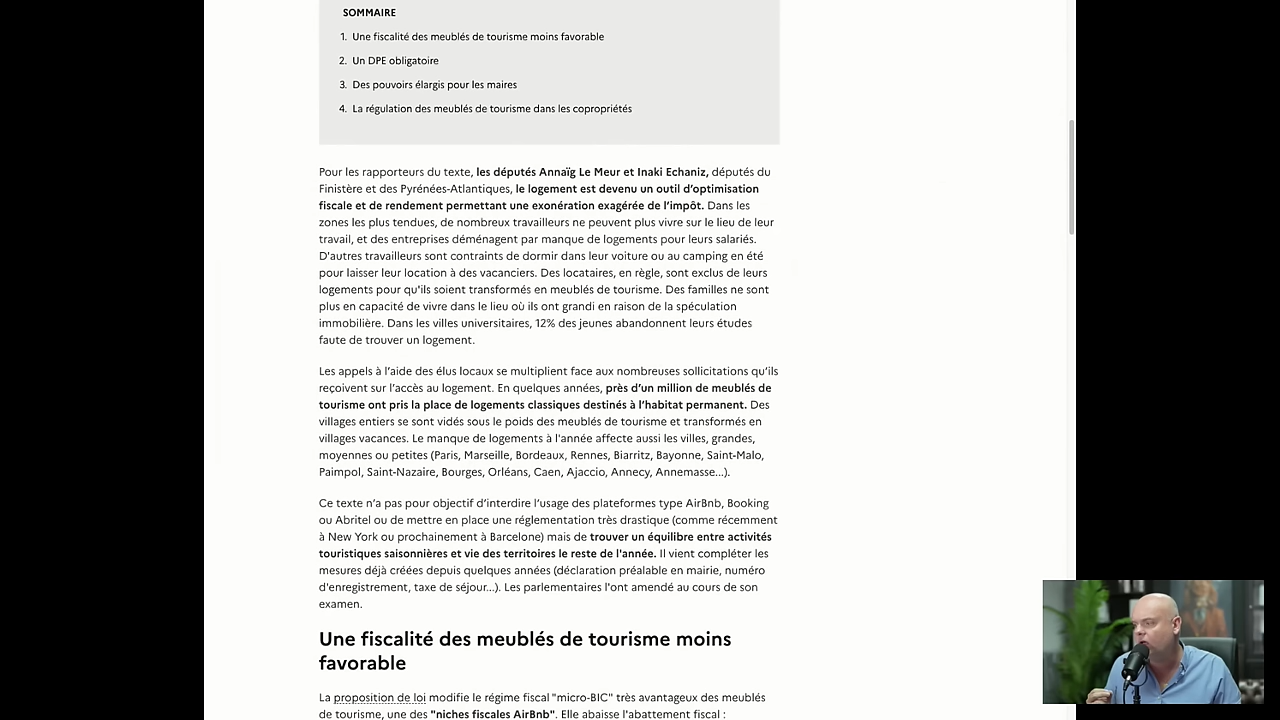 SOMMAIRE
1. Une fiscalité des meublés de tourisme moins favorable
2. Un DPE obligatoire
3. Des pouvoirs élargis pour les maires
4. La régulation des meublés de tourisme dans les copropriétés
Pour les rapporteurs du texte, les députés Annaïg Le Meur et Inaki Echaniz, députés du
Finistère et des Pyrénées-Atlantiques, le logement est devenu un outil d’optimisation
fiscale et de rendement permettant une exonération exagérée de l’impôt. Dans les
zones les plus tendues, de nombreux travailleurs ne peuvent plus vivre sur le lieu de leur
travail, et des entreprises déménagent par manque de logements pour leurs salariés.
D'autres travailleurs sont contraints de dormir dans leur voiture ou au camping en été
pour laisser leur location à des vacanciers. Des locataires, en règle, sont exclus de leurs
logements pour qu'ils soient transformés en meublés de tourisme. Des familles ne sont
plus en capacité de vivre dans le lieu où ils ont grandi en raison de la spéculation
immobilière. Dans les villes universitaires, 12% des jeunes abandonnent leurs études
faute de trouver un logement.
Les appels à l’aide des élus locaux se multiplient face aux nombreuses sollicitations qu’ils
reçoivent sur l’accès au logement. En quelques années, près d’un million de meublés de
tourisme ont pris la place de logements classiques destinés à l’habitat permanent. Des
villages entiers se sont vidés sous le poids des meublés de tourisme et transformés en
villages vacances. Le manque de logements à l'année affecte aussi les villes, grandes,
moyennes ou petites (Paris, Marseille, Bordeaux, Rennes, Biarritz, Bayonne, Saint-Malo,
Paimpol, Saint-Nazaire, Bourges, Orléans, Caen, Ajaccio, Annecy, Annemasse...).
Ce texte n’a pas pour objectif d’interdire l’usage des plateformes type AirBnb, Booking
ou Abritel ou de mettre en place une réglementation très drastique (comme récemment
à New York ou prochainement à Barcelone) mais de trouver un équilibre entre activités
touristiques saisonnières et vie des territoires le reste de l'année. Il vient compléter les
mesures déjà créées depuis quelques années (déclaration préalable en mairie, numéro
d'enregistrement, taxe de séjour...). Les parlementaires l'ont amendé au cours de son
examen.
Une fiscalité des meublés de tourisme moins
favorable
La proposition de loi modifie le régime fiscal "micro-BIC" très avantageux des meublés
de tourisme, une des "niches fiscales AirBnb". Elle abaisse l'abattement fiscal :